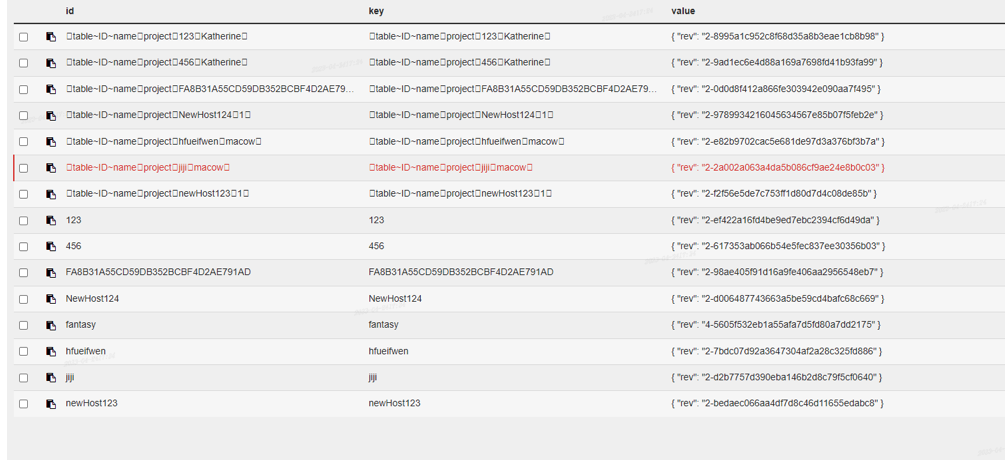 id key value
□table~ID~name□project□123□Katherine□ □table~ID~name□project□123□Katherine□ { "rev": "2-8995a1c952c8f68d35a8b3eae1cb8b98" }
□table~ID~name□project□456□Katherine□ □table~ID~name□project□456□Katherine□ { "rev": "2-9ad1ec6e4d88a169a7698fd41b93fa99" }
□table~ID~name□project□FA8B31A55CD59DB352BCBF4D2AE79... □table~ID~name□project□FA8B31A55CD59DB352BCBF4D2AE79... { "rev": "2-0d0d8f412a866fe303942e090aa7f495" }
□table~ID~name□project□NewHost124□1□ □table~ID~name□project□NewHost124□1□ { "rev": "2-9789934216045634567e85b07f5feb2e" }
□table~ID~name□project□hfueifwen□macow□ □table~ID~name□project□hfueifwen□macow□ { "rev": "2-e82b9702cac5e681de97d3a376bf3b7a" }
□table~ID~name□project□jiji□macow□ □table~ID~name□project□jiji□macow□ { "rev": "2-2a002a063a4da5b086cf9ae24e8b0c03" }
□table~ID~name□project□newHost123□1□ □table~ID~name□project□newHost123□1□ { "rev": "2-f2f56e5de7c753ff1d80d7d4c08de85b" }
123 123 { "rev": "2-ef422a16fd4be9ed7ebc2394cf6d49da" }
456 456 { "rev": "2-617353ab066b54e5fec837ee30356b03" }
FA8B31A55CD59DB352BCBF4D2AE791AD FA8B31A55CD59DB352BCBF4D2AE791AD { "rev": "2-98ae405f91d16a9fe406aa2956548eb7" }
NewHost124 NewHost124 { "rev": "2-d006487743663a5be59cd4bafc68c669" }
fantasy fantasy { "rev": "4-5605f532eb1a55afa7d5fd80a7dd2175" }
hfueifwen hfueifwen { "rev": "2-7bdc07d92a3647304af2a28c325fd886" }
jiji jiji { "rev": "2-d2b7757d390eba146b2d8c79f5cf0640" }
newHost123 newHost123 { "rev": "2-bedaec066aa4df7d8c46d11655edabc8" }